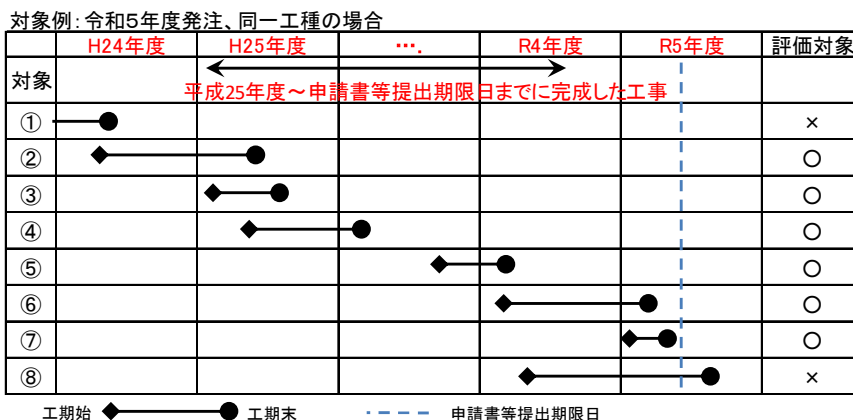 対象例：令和５年度発注、同一工種の場合
H24年度 H25年度 …. R4年度 R5年度 評価対象
対象
平成25年度～申請書等提出期限日までに完成した工事
① ×
② ○
③ ○
④ ○
⑤ ○
⑥ ○
⑦ ○
⑧ ×
工期始 工期末 申請書等提出期限日